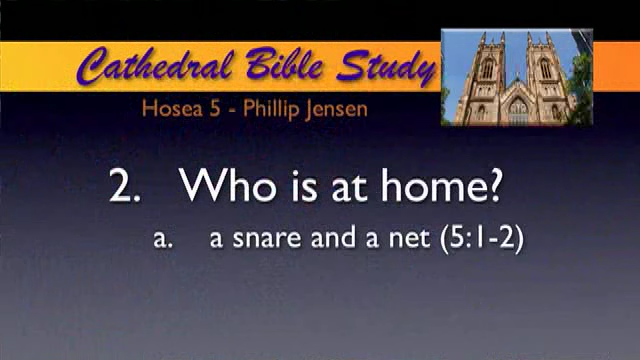 Cathedral Bible Study
Hosea 5 - Phillip Jensen
2. Who is at home?
a. a snare and a net (5:1-2)